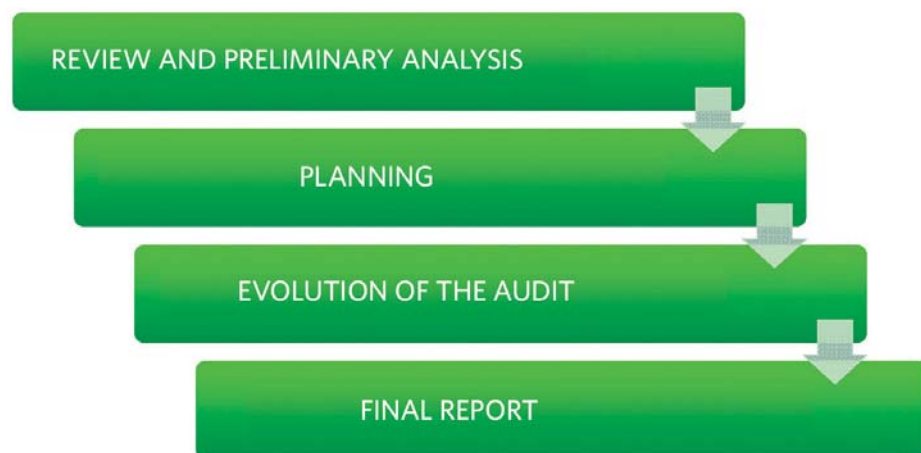 REVIEW AND PRELIMINARY ANALYSIS
PLANNING
EVOLUTION OF THE AUDIT
FINAL REPORT